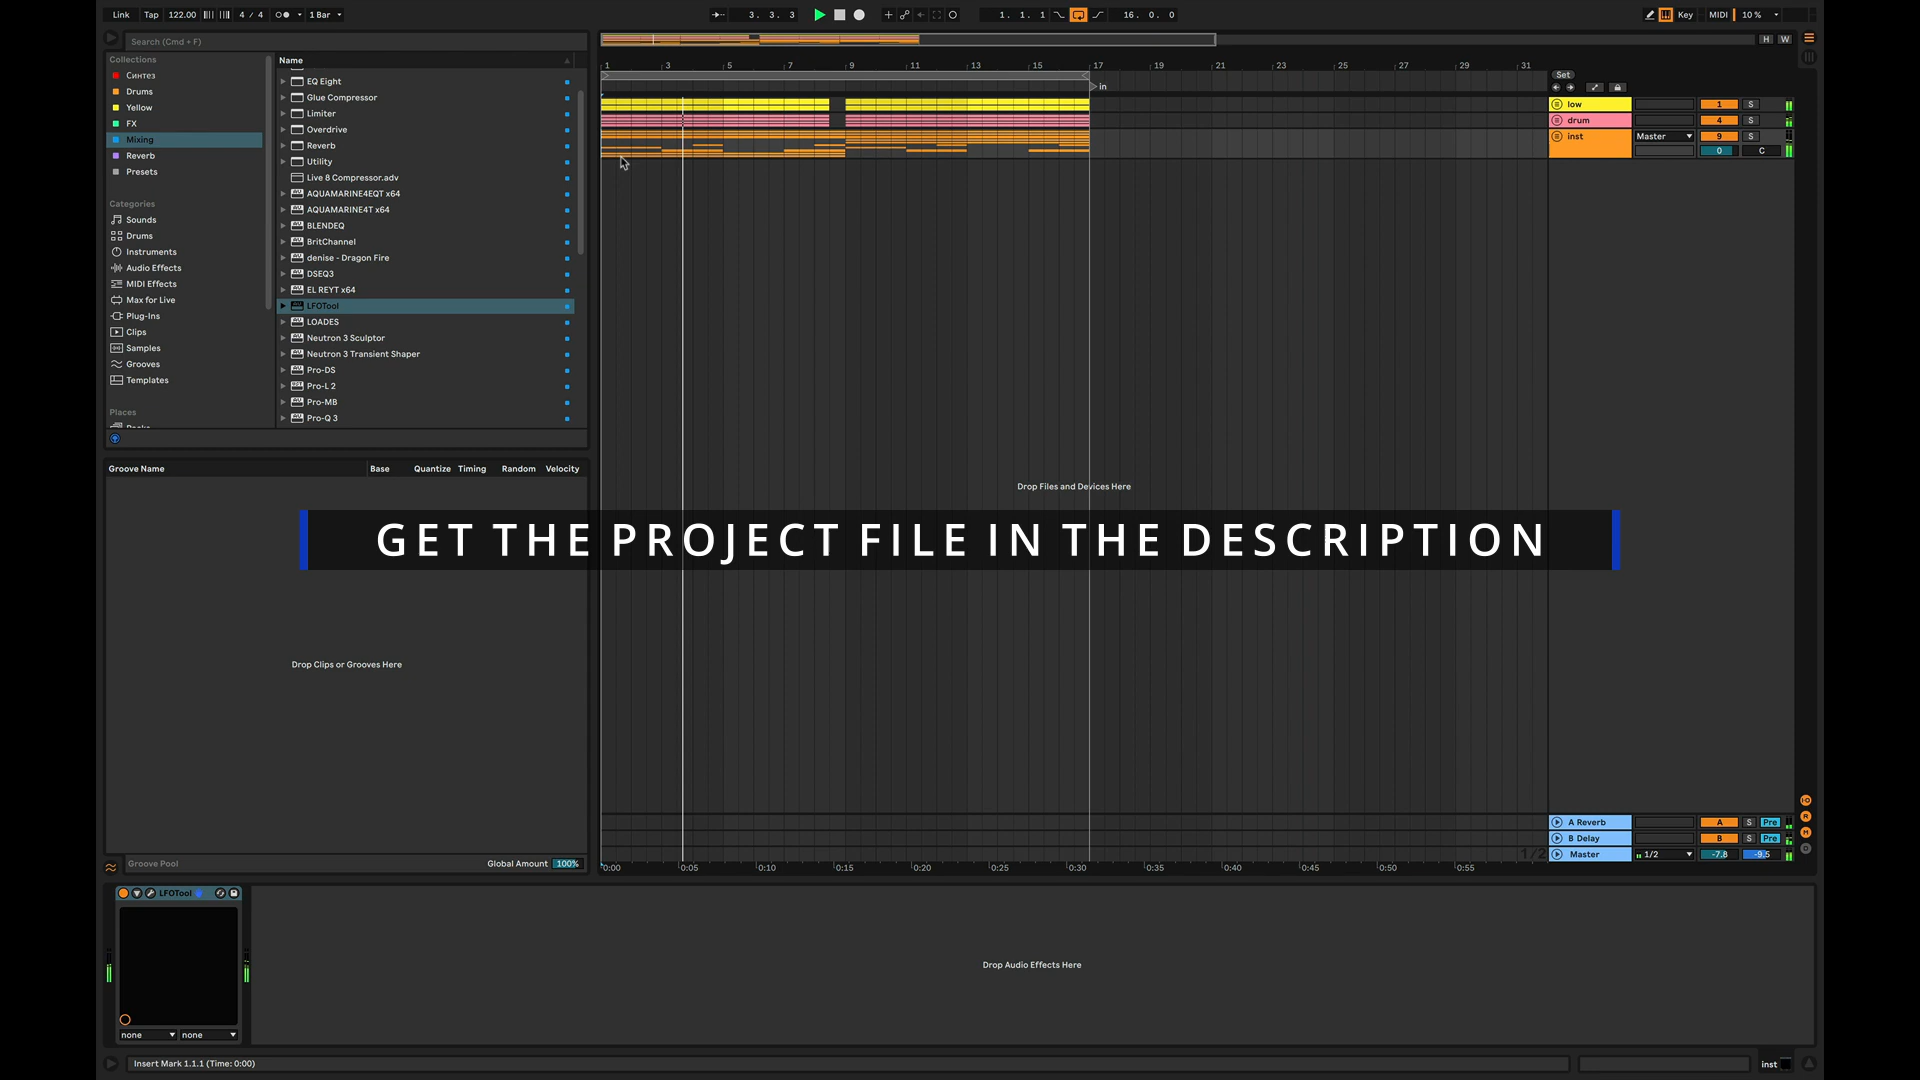 Link Tap 122.00 4 / 4 1 Bar 3. 3. 3 1. 1. 1 16. 0. 0 Key MIDI 10 %
Search (Cmd + F)
H W
Collections
Синтез
Drums
Yellow
FX
Mixing
Reverb
Presets
Categories
Sounds
Drums
Instruments
Audio Effects
MIDI Effects
Max for Live
Plug-Ins
Clips
Samples
Grooves
Templates
Places
Name
EQ Eight
Glue Compressor
Limiter
Overdrive
Reverb
Utility
Live 8 Compressor.adv
AQUAMARINE4EQT x64
AQUAMARINE4T x64
BLENDEQ
BritChannel
denise - Dragon Fire
DSEQ3
EL REYT x64
LFOTool
LOADES
Neutron 3 Sculptor
Neutron 3 Transient Shaper
Pro-DS
Pro-L 2
Pro-MB
Pro-Q 3
1 3 5 7 9 11 13 15 17 19 21 23 25 27 29 31
in
Set
low 1 S
drum 4 S
inst Master 9 S
0 C
Groove Name Base Quantize Timing Random Velocity
Drop Files and Devices Here
GET THE PROJECT FILE IN THE DESCRIPTION
Drop Clips or Grooves Here
A Reverb A S Pre
B Delay B S Pre
1/2 Master 1/2 -7.8 -9.5
Groove Pool Global Amount 100%
0:00 0:05 0:10 0:15 0:20 0:25 0:30 0:35 0:40 0:45 0:50 0:55
LFOTool
Drop Audio Effects Here
none none
Insert Mark 1.1.1 (Time: 0:00)
inst